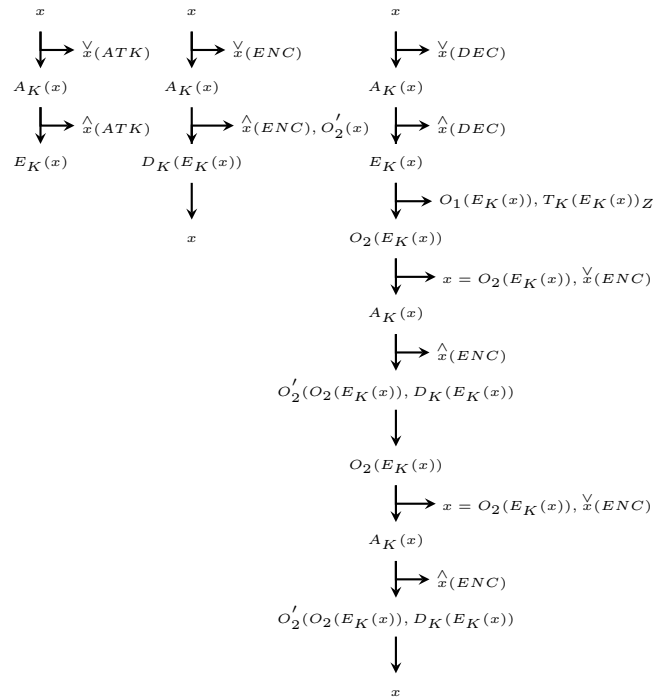 x x x
∨x(ATK) ∨x(ENC) ∨x(DEC)
A_K(x) A_K(x) A_K(x)
∧x(ATK) ∧x(ENC), O′_2(x) ∧x(DEC)
E_K(x) D_K(E_K(x)) E_K(x)
O_1(E_K(x)), T_K(E_K(x))_Z
x O_2(E_K(x))
x = O_2(E_K(x)), ∨x(ENC)
A_K(x)
∧x(ENC)
O′_2(O_2(E_K(x)), D_K(E_K(x))
O_2(E_K(x))
x = O_2(E_K(x)), ∨x(ENC)
A_K(x)
∧x(ENC)
O′_2(O_2(E_K(x)), D_K(E_K(x))
x